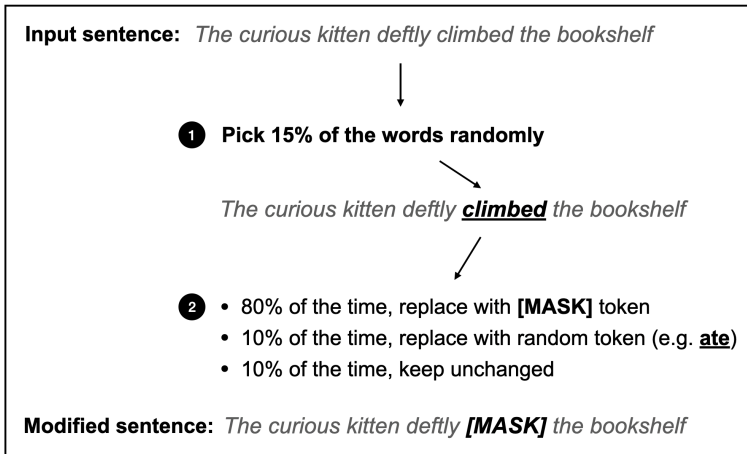 Input sentence: The curious kitten deftly climbed the bookshelf
1 Pick 15% of the words randomly
The curious kitten deftly climbed the bookshelf
2 • 80% of the time, replace with [MASK] token
• 10% of the time, replace with random token (e.g. ate)
• 10% of the time, keep unchanged
Modified sentence: The curious kitten deftly [MASK] the bookshelf